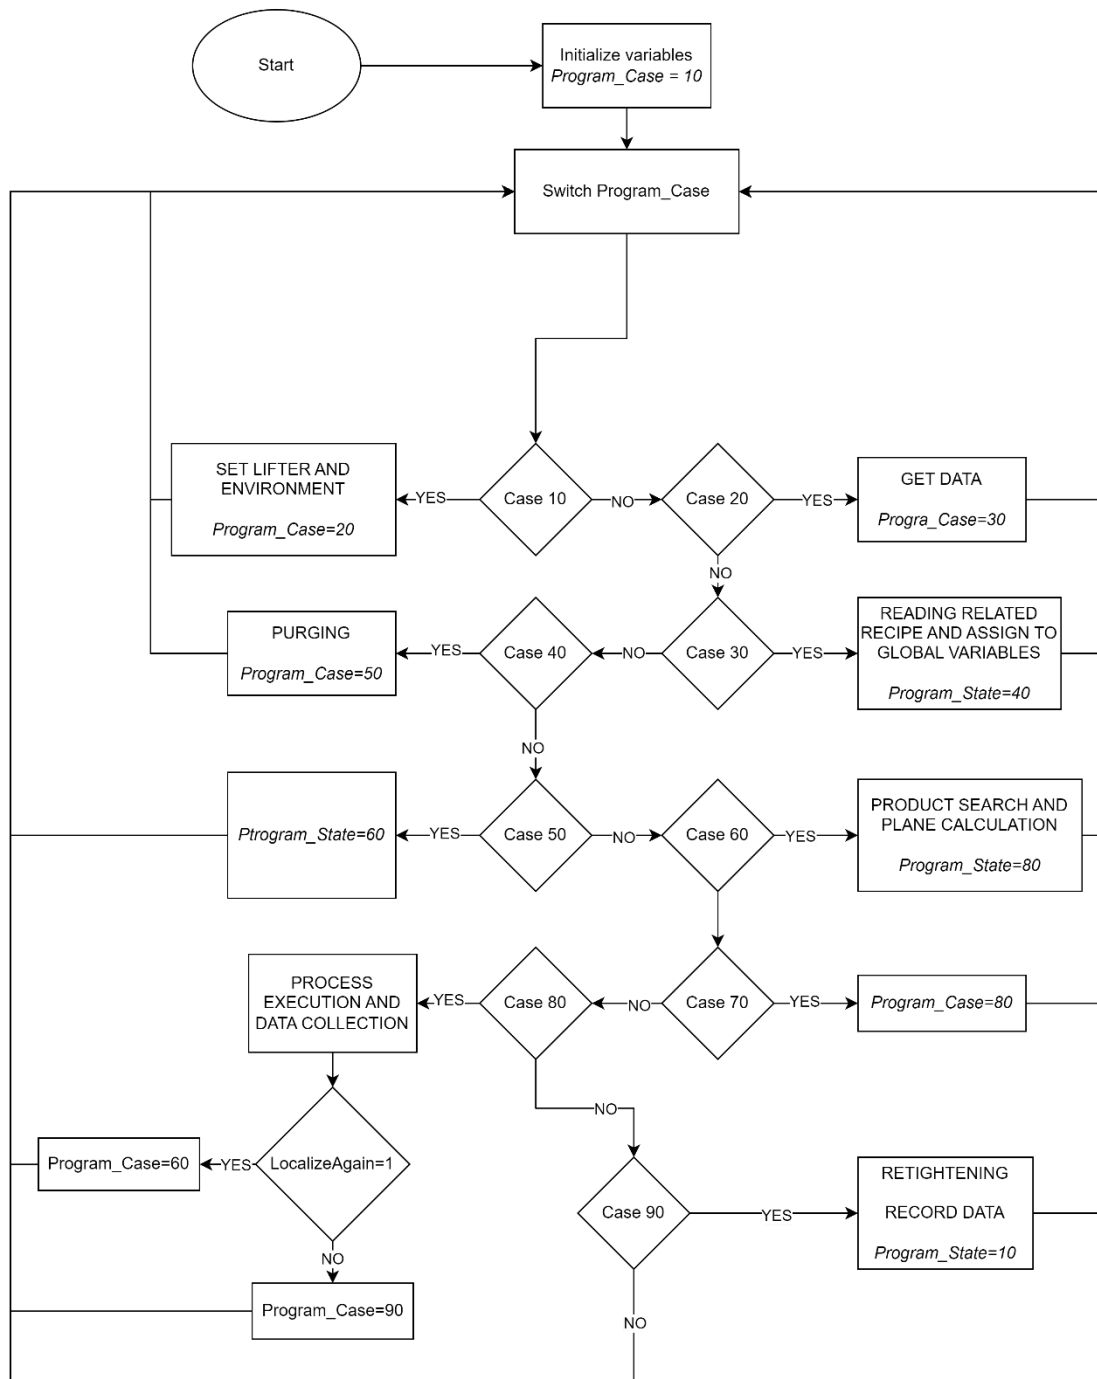 Start
Initialize variables
Program_Case = 10
Switch Program_Case
SET LIFTER AND
ENVIRONMENT
Program_Case=20
YES
Case 10
NO
Case 20
YES
GET DATA
Progra_Case=30
NO
PURGING
Program_Case=50
YES
Case 40
NO
Case 30
YES
READING RELATED
RECIPE AND ASSIGN TO
GLOBAL VARIABLES
Program_State=40
NO
Ptrogram_State=60
YES
Case 50
NO
Case 60
YES
PRODUCT SEARCH AND
PLANE CALCULATION
Program_State=80
PROCESS
EXECUTION AND
DATA COLLECTION
YES
Case 80
NO
Case 70
YES
Program_Case=80
NO
Program_Case=60
YES
LocalizeAgain=1
Case 90
YES
RETIGHTENING
RECORD DATA
Program_State=10
NO
Program_Case=90
NO